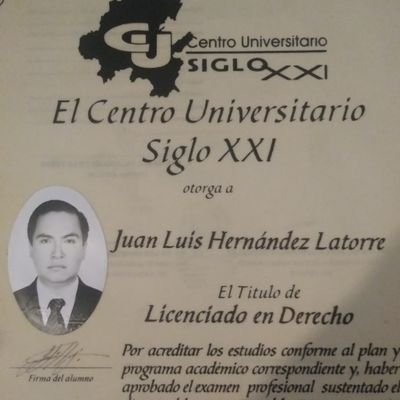 CU
Centro Universitario
SIGLO XXI
El Centro Universitario
Siglo XXI
otorga a
Juan Luis Hernández Latorre
El Titulo de
Licenciado en Derecho
Por acreditar los estudios conforme al plan y
programa académico correspondiente y, haber
Firma del alumno
aprobado el examen profesional sustentado el